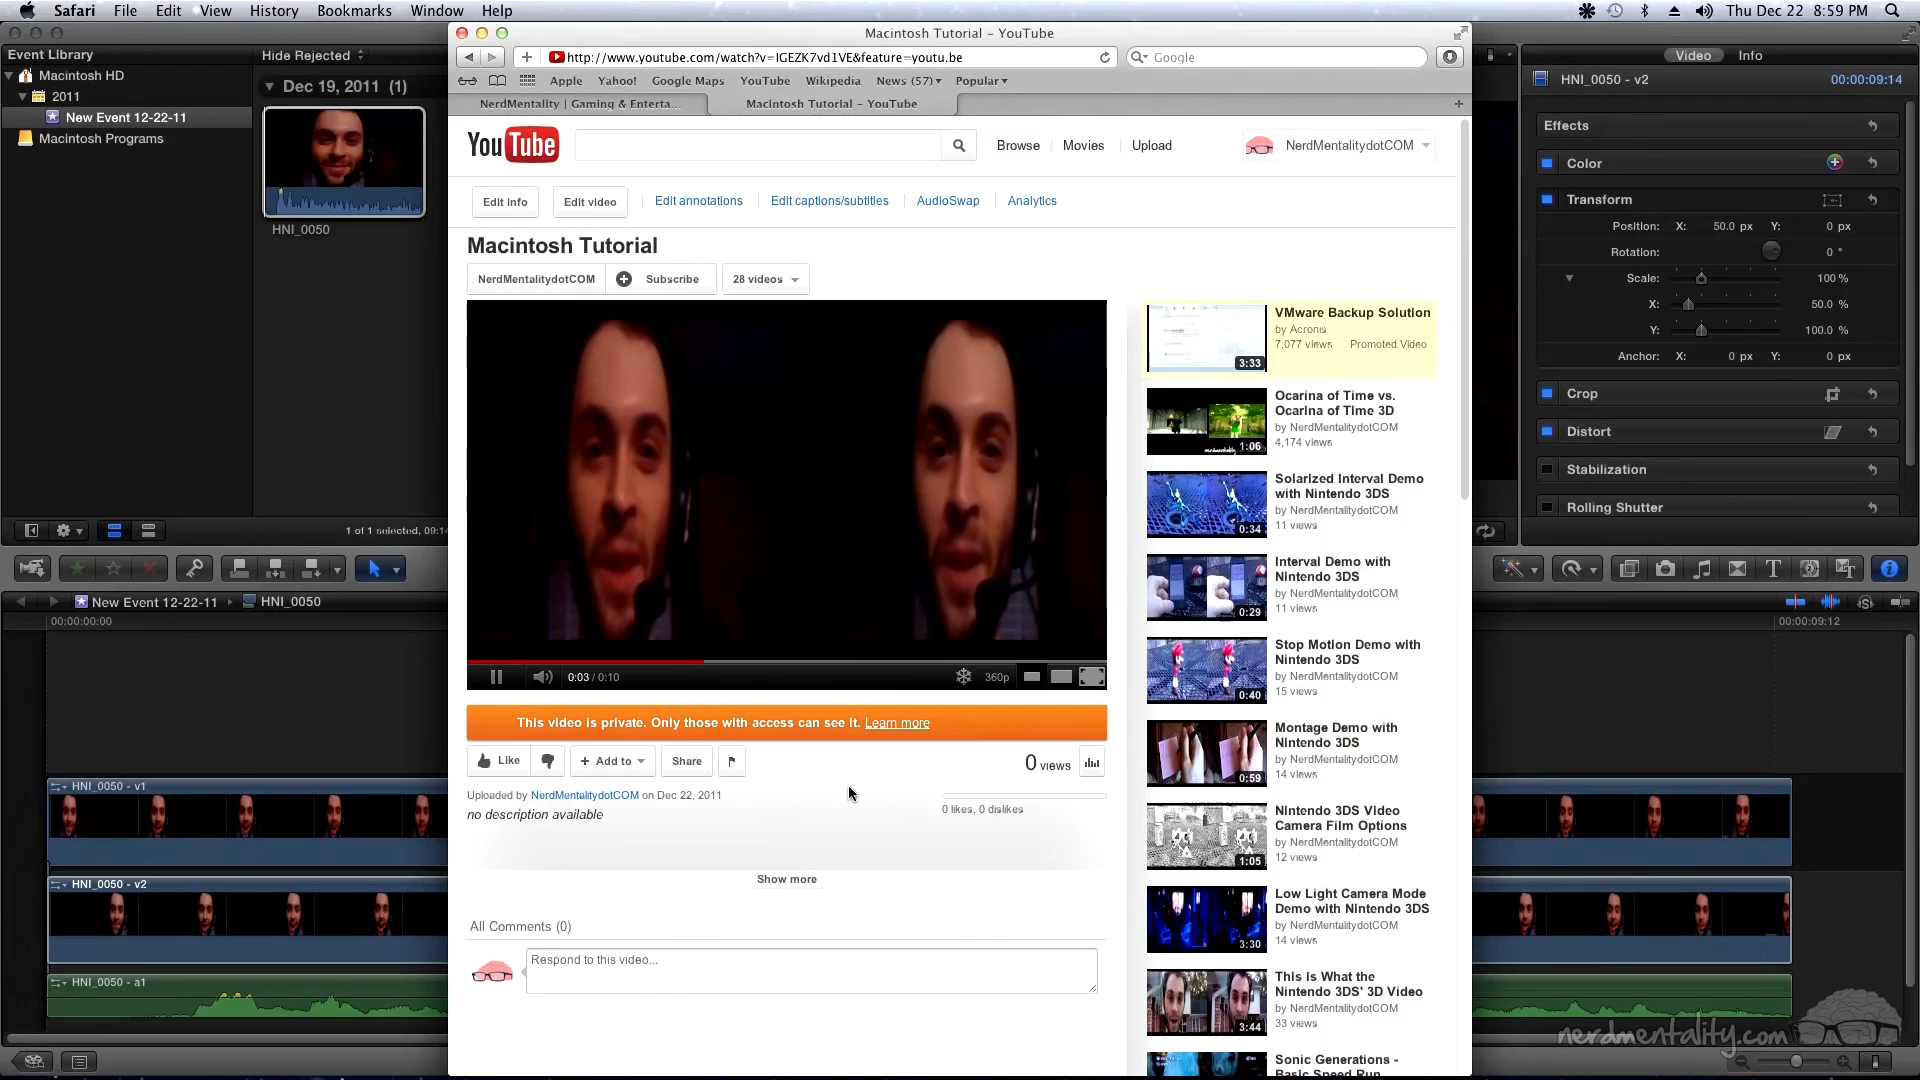 Safari File Edit View History Bookmarks Window Help
Thu Dec 22 8:59 PM
Event Library
Macintosh HD
2011
New Event 12-22-11
Macintosh Programs
Hide Rejected
Dec 19, 2011 (1)
HNI_0050
1 of 1 selected, 09:14
New Event 12-22-11 HNI_0050
00:00:00:00
HNI_0050 - v1
HNI_0050 - v2
HNI_0050 - a1
Macintosh Tutorial - YouTube
http://www.youtube.com/watch?v=IGEZK7vd1VE&feature=youtu.be
Google
Apple Yahoo! Google Maps YouTube Wikipedia News (57) Popular
NerdMentality | Gaming & Enterta...
Macintosh Tutorial - YouTube
YouTube
Browse Movies Upload
NerdMentalitydotCOM
Edit info Edit video Edit annotations Edit captions/subtitles AudioSwap Analytics
Macintosh Tutorial
NerdMentalitydotCOM Subscribe 28 videos
0:03 / 0:10 360p
This video is private. Only those with access can see it. Learn more
Like Add to Share
0 views
Uploaded by NerdMentalitydotCOM on Dec 22, 2011
0 likes, 0 dislikes
no description available
Show more
All Comments (0)
Respond to this video...
VMware Backup Solution
by Acronis
7,077 views Promoted Video
3:33
Ocarina of Time vs.
Ocarina of Time 3D
by NerdMentalitydotCOM
4,174 views
1:06
Solarized Interval Demo
with Nintendo 3DS
by NerdMentalitydotCOM
11 views
0:34
Interval Demo with
Nintendo 3DS
by NerdMentalitydotCOM
11 views
0:29
Stop Motion Demo with
Nintendo 3DS
by NerdMentalitydotCOM
15 views
0:40
Montage Demo with
Nintendo 3DS
by NerdMentalitydotCOM
14 views
0:59
Nintendo 3DS Video
Camera Film Options
by NerdMentalitydotCOM
12 views
1:05
Low Light Camera Mode
Demo with Nintendo 3DS
by NerdMentalitydotCOM
14 views
3:30
This is What the
Nintendo 3DS' 3D Video
by NerdMentalitydotCOM
33 views
3:44
Sonic Generations -
Basic Speed Run
Video Info
HNI_0050 - v2 00:00:09:14
Effects
Color
Transform
Position: X: 50.0 px Y: 0 px
Rotation: 0 °
Scale: 100 %
X: 50.0 %
Y: 100.0 %
Anchor: X: 0 px Y: 0 px
Crop
Distort
Stabilization
Rolling Shutter
00:00:09:12
nerdmentality.com